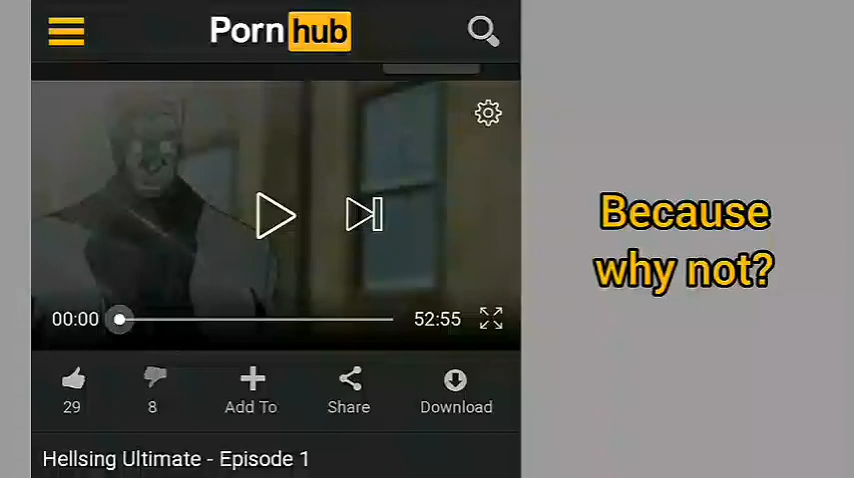 Porn hub
Because
why not?
00:00
52:55
29
8
Add To
Share
Download
Hellsing Ultimate - Episode 1